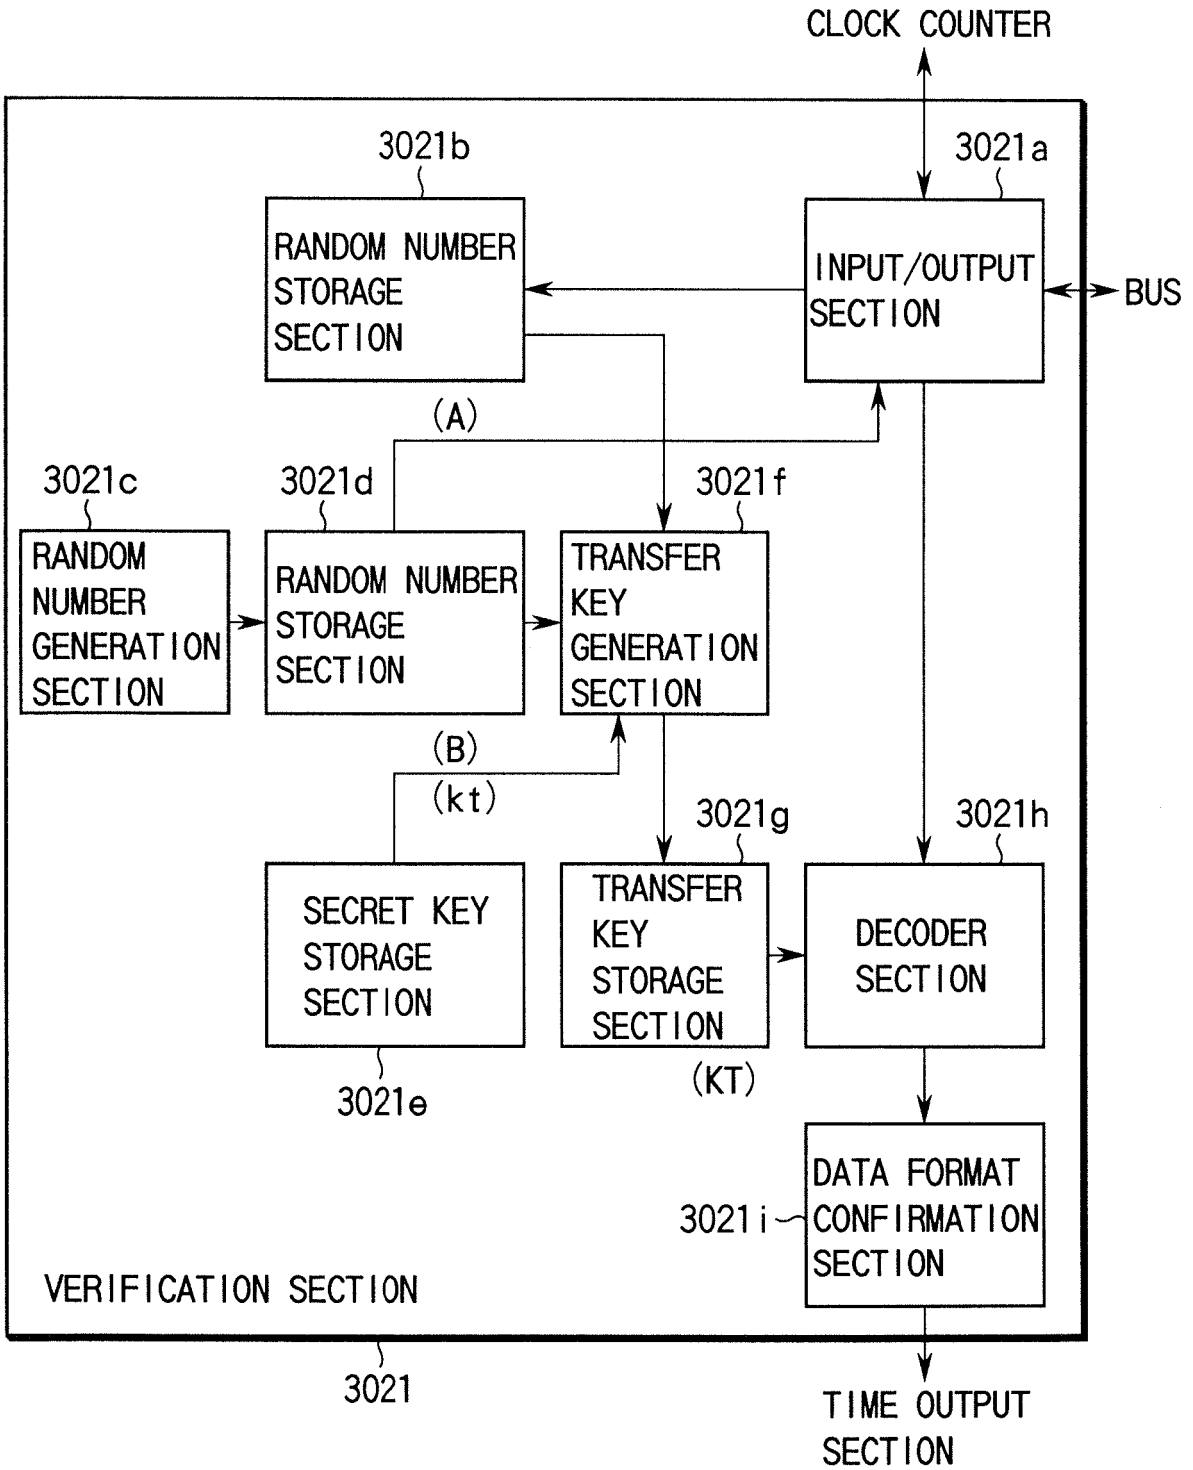 CLOCK COUNTER
3021b
3021a
RANDOM NUMBER
STORAGE
SECTION
INPUT/OUTPUT
SECTION
BUS
(A)
3021c
3021d
3021f
RANDOM
NUMBER
GENERATION
SECTION
RANDOM NUMBER
STORAGE
SECTION
TRANSFER
KEY
GENERATION
SECTION
(B)
(kt)
3021g
3021h
SECRET KEY
STORAGE
SECTION
TRANSFER
KEY
STORAGE
SECTION
DECODER
SECTION
3021e
(KT)
DATA FORMAT
CONFIRMATION
SECTION
3021i
VERIFICATION SECTION
3021
TIME OUTPUT
SECTION